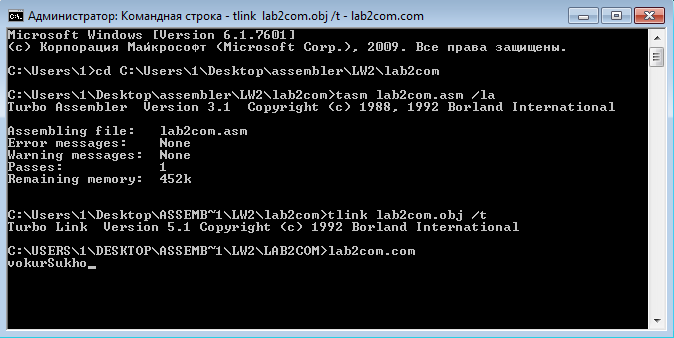 Администратор: Командная строка - tlink lab2com.obj /t - lab2com.com
Microsoft Windows [Version 6.1.7601]
(c) Корпорация Майкрософт (Microsoft Corp.), 2009. Все права защищены.
C:\Users\1>cd C:\Users\1\Desktop\assembler\LW2\lab2com
C:\Users\1\Desktop\assembler\LW2\lab2com>tasm lab2com.asm /la
Turbo Assembler  Version 3.1  Copyright (c) 1988, 1992 Borland International
Assembling file:   lab2com.asm
Error messages:    None
Warning messages:  None
Passes:            1
Remaining memory:  452k
C:\Users\1\Desktop\ASSEMB~1\LW2\lab2com>tlink lab2com.obj /t
Turbo Link  Version 5.1 Copyright (c) 1992 Borland International
C:\USERS\1\DESKTOP\ASSEMB~1\LW2\LAB2COM>lab2com.com
vokurSukho_